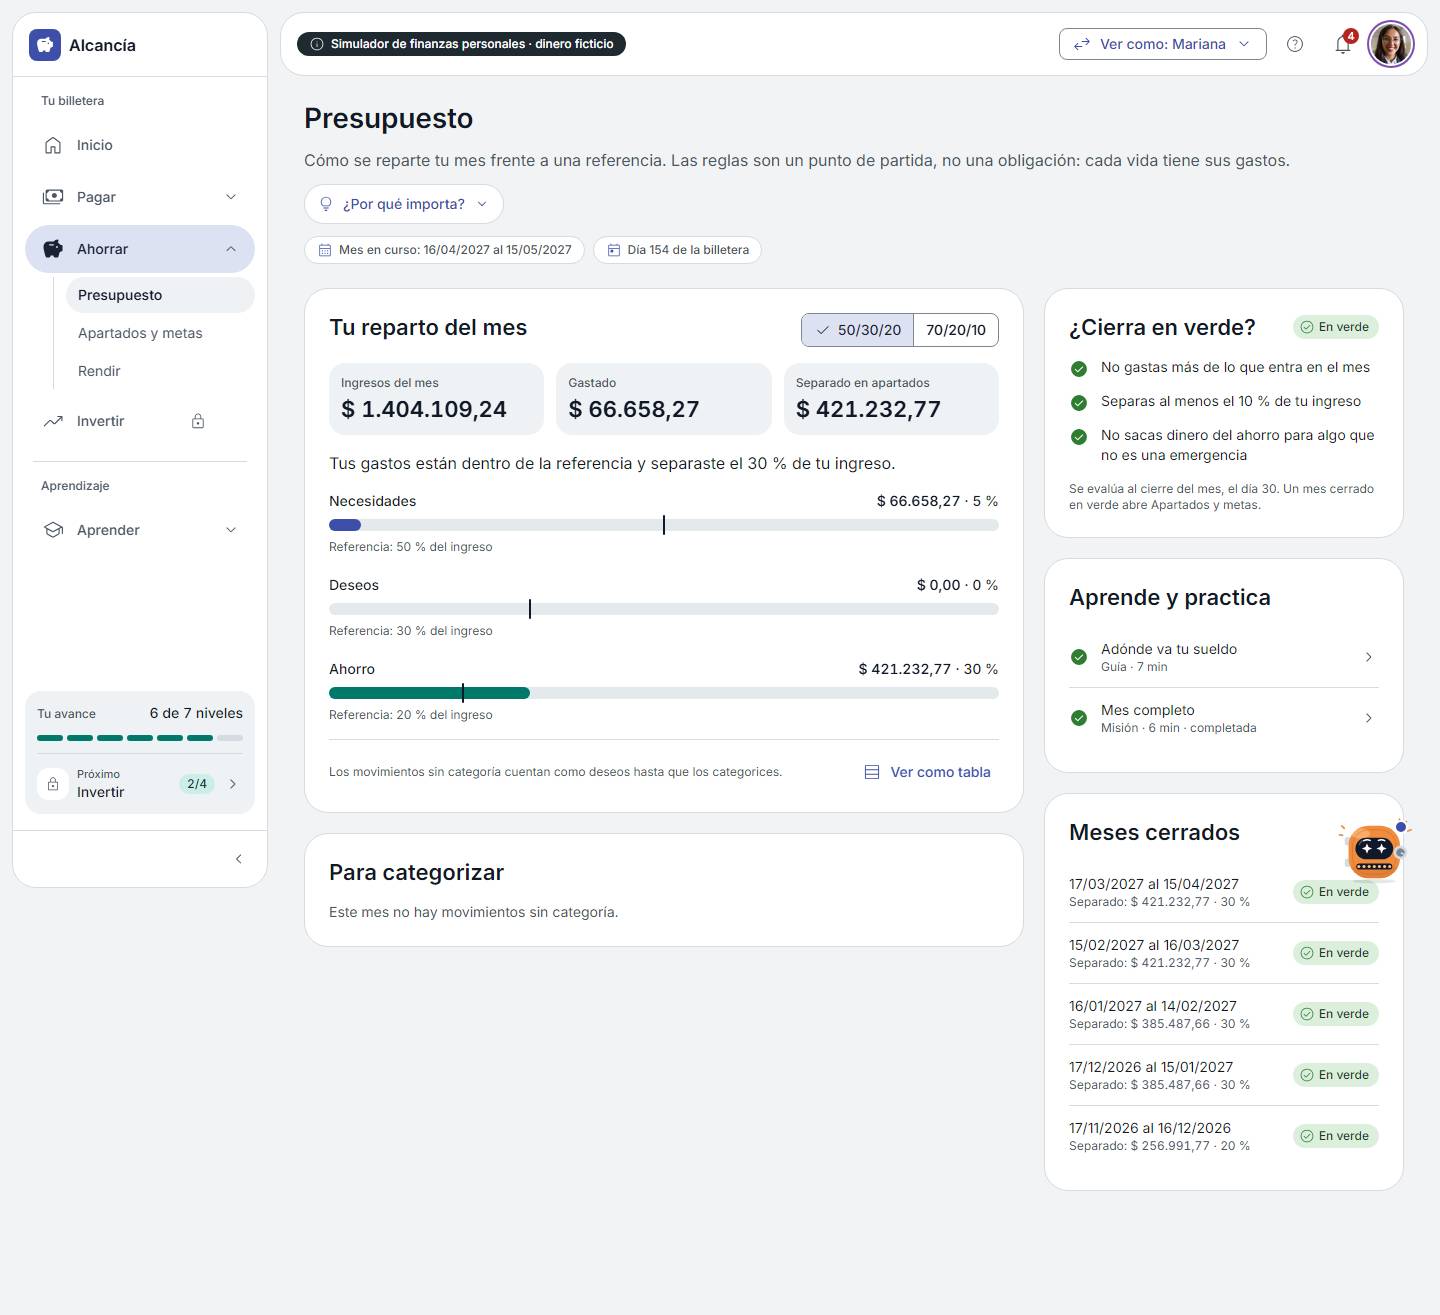 Alcancía
Tu billetera
Inicio
Pagar
Ahorrar
Presupuesto
Apartados y metas
Rendir
Invertir
Aprendizaje
Aprender
Tu avance
6 de 7 niveles
Próximo
Invertir
2/4
Simulador de finanzas personales · dinero ficticio
Ver como: Mariana
4
Presupuesto
Cómo se reparte tu mes frente a una referencia. Las reglas son un punto de partida, no una obligación: cada vida tiene sus gastos.
¿Por qué importa?
Mes en curso: 16/04/2027 al 15/05/2027
Día 154 de la billetera
Tu reparto del mes
50/30/20
70/20/10
Ingresos del mes
$ 1.404.109,24
Gastado
$ 66.658,27
Separado en apartados
$ 421.232,77
Tus gastos están dentro de la referencia y separaste el 30 % de tu ingreso.
Necesidades
$ 66.658,27 · 5 %
Referencia: 50 % del ingreso
Deseos
$ 0,00 · 0 %
Referencia: 30 % del ingreso
Ahorro
$ 421.232,77 · 30 %
Referencia: 20 % del ingreso
Los movimientos sin categoría cuentan como deseos hasta que los categorices.
Ver como tabla
Para categorizar
Este mes no hay movimientos sin categoría.
¿Cierra en verde?
En verde
No gastas más de lo que entra en el mes
Separas al menos el 10 % de tu ingreso
No sacas dinero del ahorro para algo que
no es una emergencia
Se evalúa al cierre del mes, el día 30. Un mes cerrado
en verde abre Apartados y metas.
Aprende y practica
Adónde va tu sueldo
Guía · 7 min
Mes completo
Misión · 6 min · completada
Meses cerrados
17/03/2027 al 15/04/2027
Separado: $ 421.232,77 · 30 %
En verde
15/02/2027 al 16/03/2027
Separado: $ 421.232,77 · 30 %
En verde
16/01/2027 al 14/02/2027
Separado: $ 385.487,66 · 30 %
En verde
17/12/2026 al 15/01/2027
Separado: $ 385.487,66 · 30 %
En verde
17/11/2026 al 16/12/2026
Separado: $ 256.991,77 · 20 %
En verde